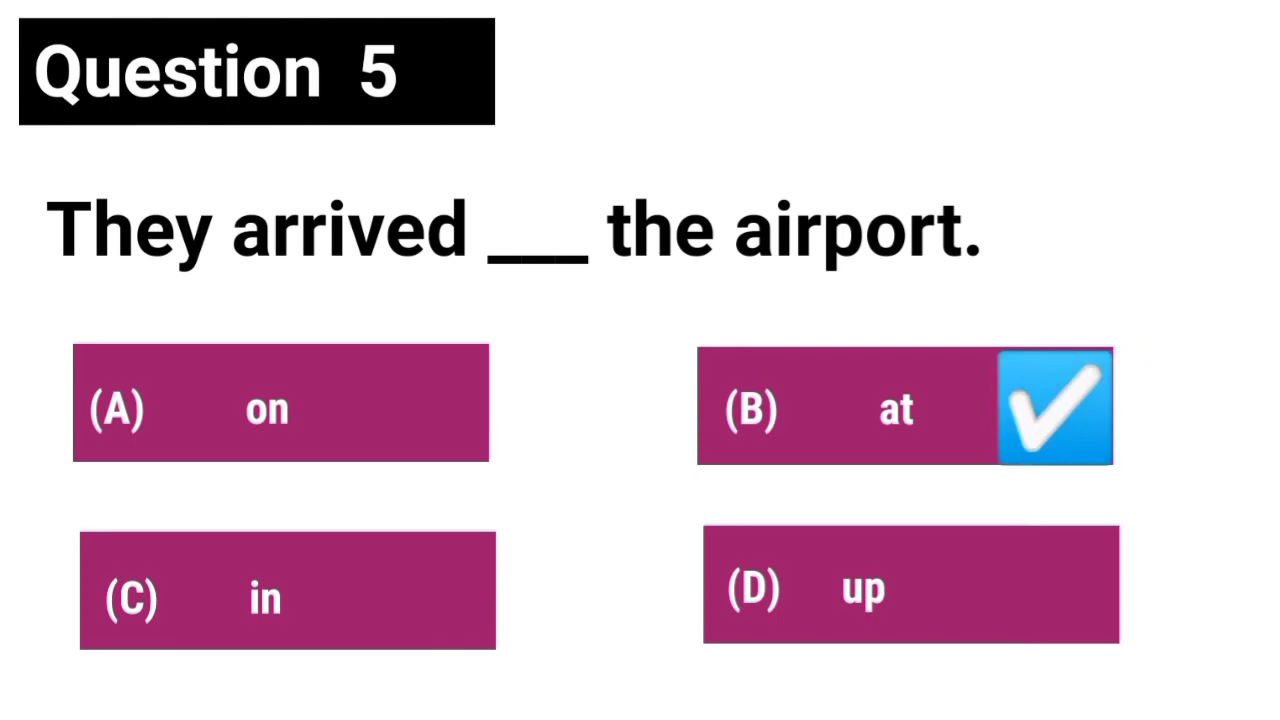 Question 5
They arrived ___ the airport.
(A) on
(B) at
(C) in
(D) up